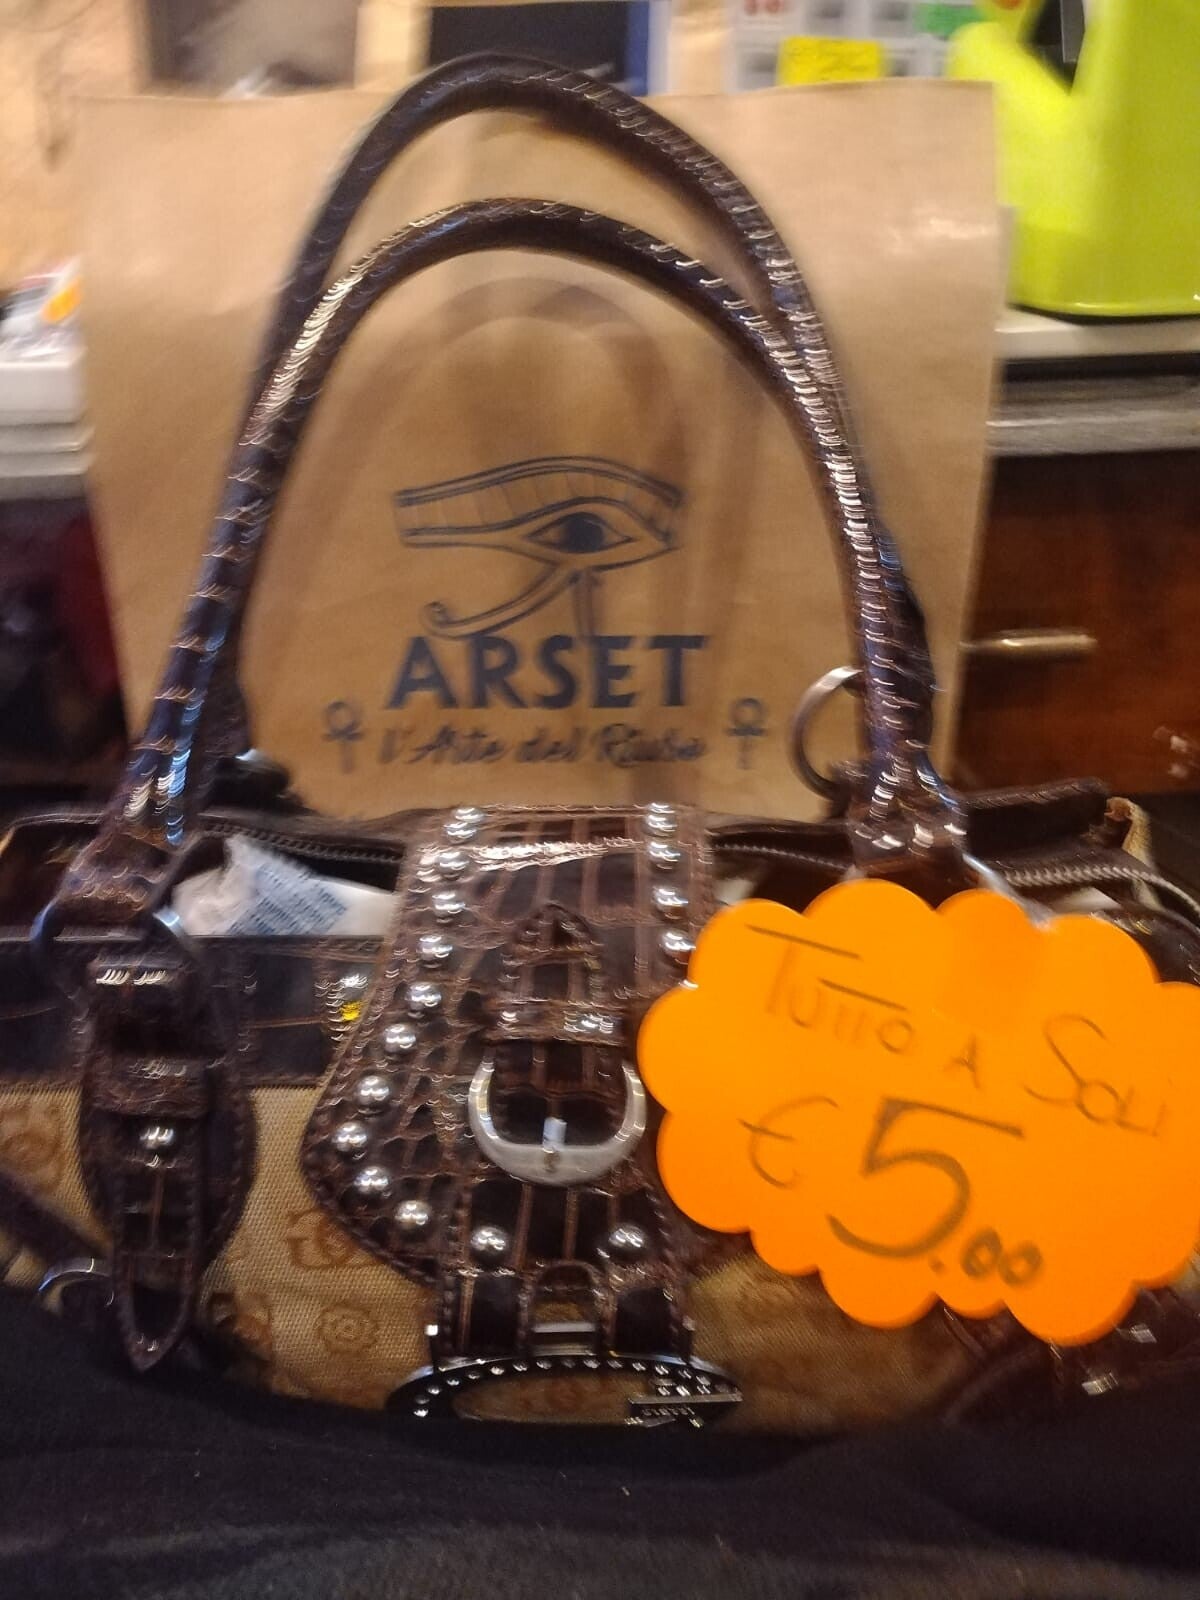 ARSET
l'Arte del Riuso
TUTTO A SOLI
€ 5.00